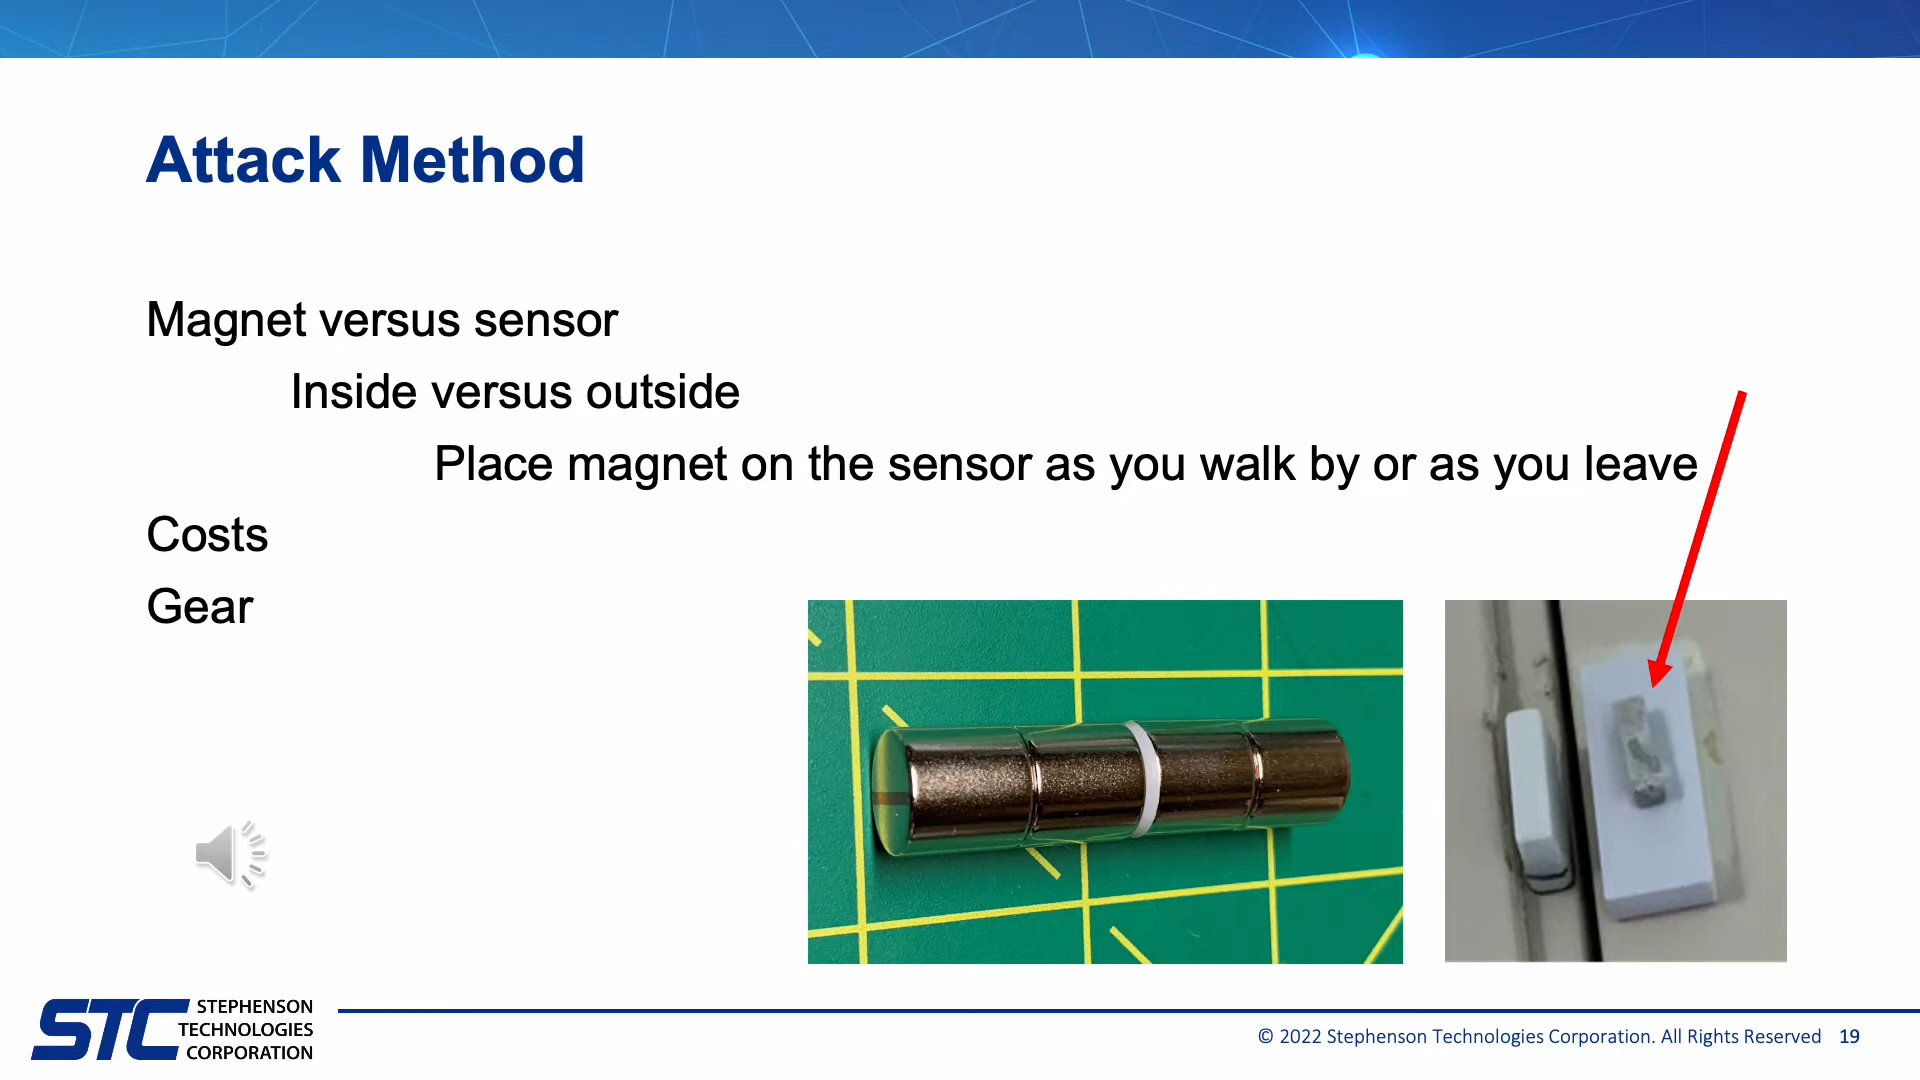 Attack Method
Magnet versus sensor
Inside versus outside
Place magnet on the sensor as you walk by or as you leave
Costs
Gear
STC
STEPHENSON
TECHNOLOGIES
CORPORATION
© 2022 Stephenson Technologies Corporation. All Rights Reserved 19